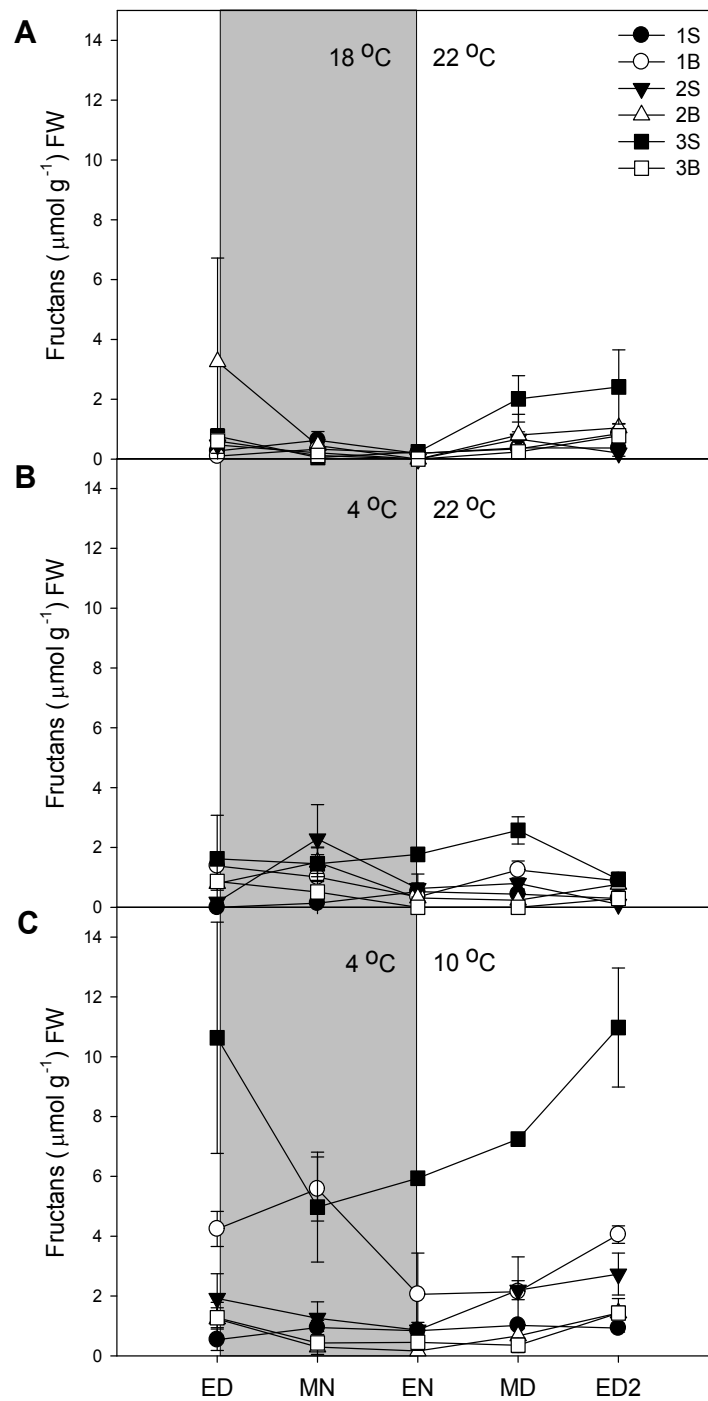 A
14
12
10
8
6
4
2
0
Fructans ( μmol g⁻¹) FW
18 °C 22 °C
1S
1B
2S
2B
3S
3B
B
14
12
10
8
6
4
2
0
Fructans ( μmol g⁻¹) FW
4 °C 22 °C
C
14
12
10
8
6
4
2
0
Fructans ( μmol g⁻¹) FW
4 °C 10 °C
ED MN EN MD ED2